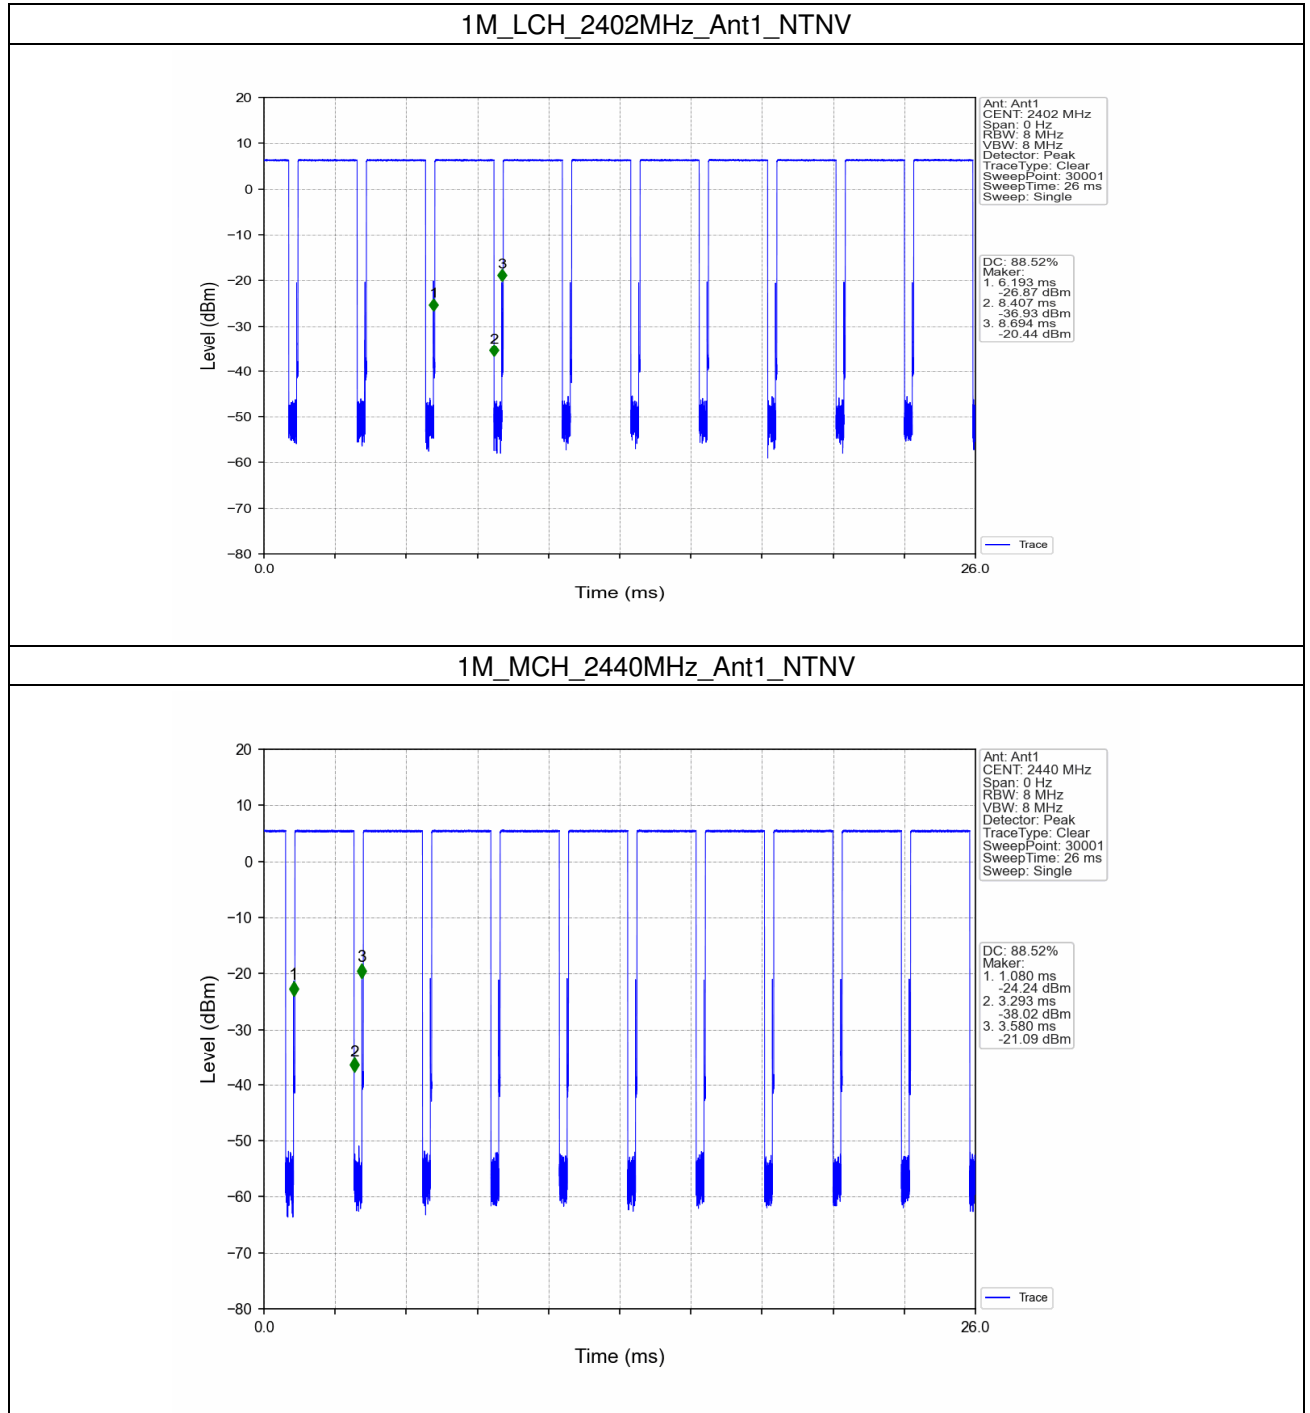 1M_LCH_2402MHz_Ant1_NTNV
20
10
0
−10
−20
−30
−40
−50
−60
−70
−80
Level (dBm)
1
2
3
0.0
26.0
Time (ms)
Ant: Ant1
CENT: 2402 MHz
Span: 0 Hz
RBW: 8 MHz
VBW: 8 MHz
Detector: Peak
TraceType: Clear
SweepPoint: 30001
SweepTime: 26 ms
Sweep: Single
DC: 88.52%
Maker:
1. 6.193 ms
-26.87 dBm
2. 8.407 ms
-36.93 dBm
3. 8.694 ms
-20.44 dBm
Trace
1M_MCH_2440MHz_Ant1_NTNV
20
10
0
−10
−20
−30
−40
−50
−60
−70
−80
Level (dBm)
1
2
3
0.0
26.0
Time (ms)
Ant: Ant1
CENT: 2440 MHz
Span: 0 Hz
RBW: 8 MHz
VBW: 8 MHz
Detector: Peak
TraceType: Clear
SweepPoint: 30001
SweepTime: 26 ms
Sweep: Single
DC: 88.52%
Maker:
1. 1.080 ms
-24.24 dBm
2. 3.293 ms
-38.02 dBm
3. 3.580 ms
-21.09 dBm
Trace